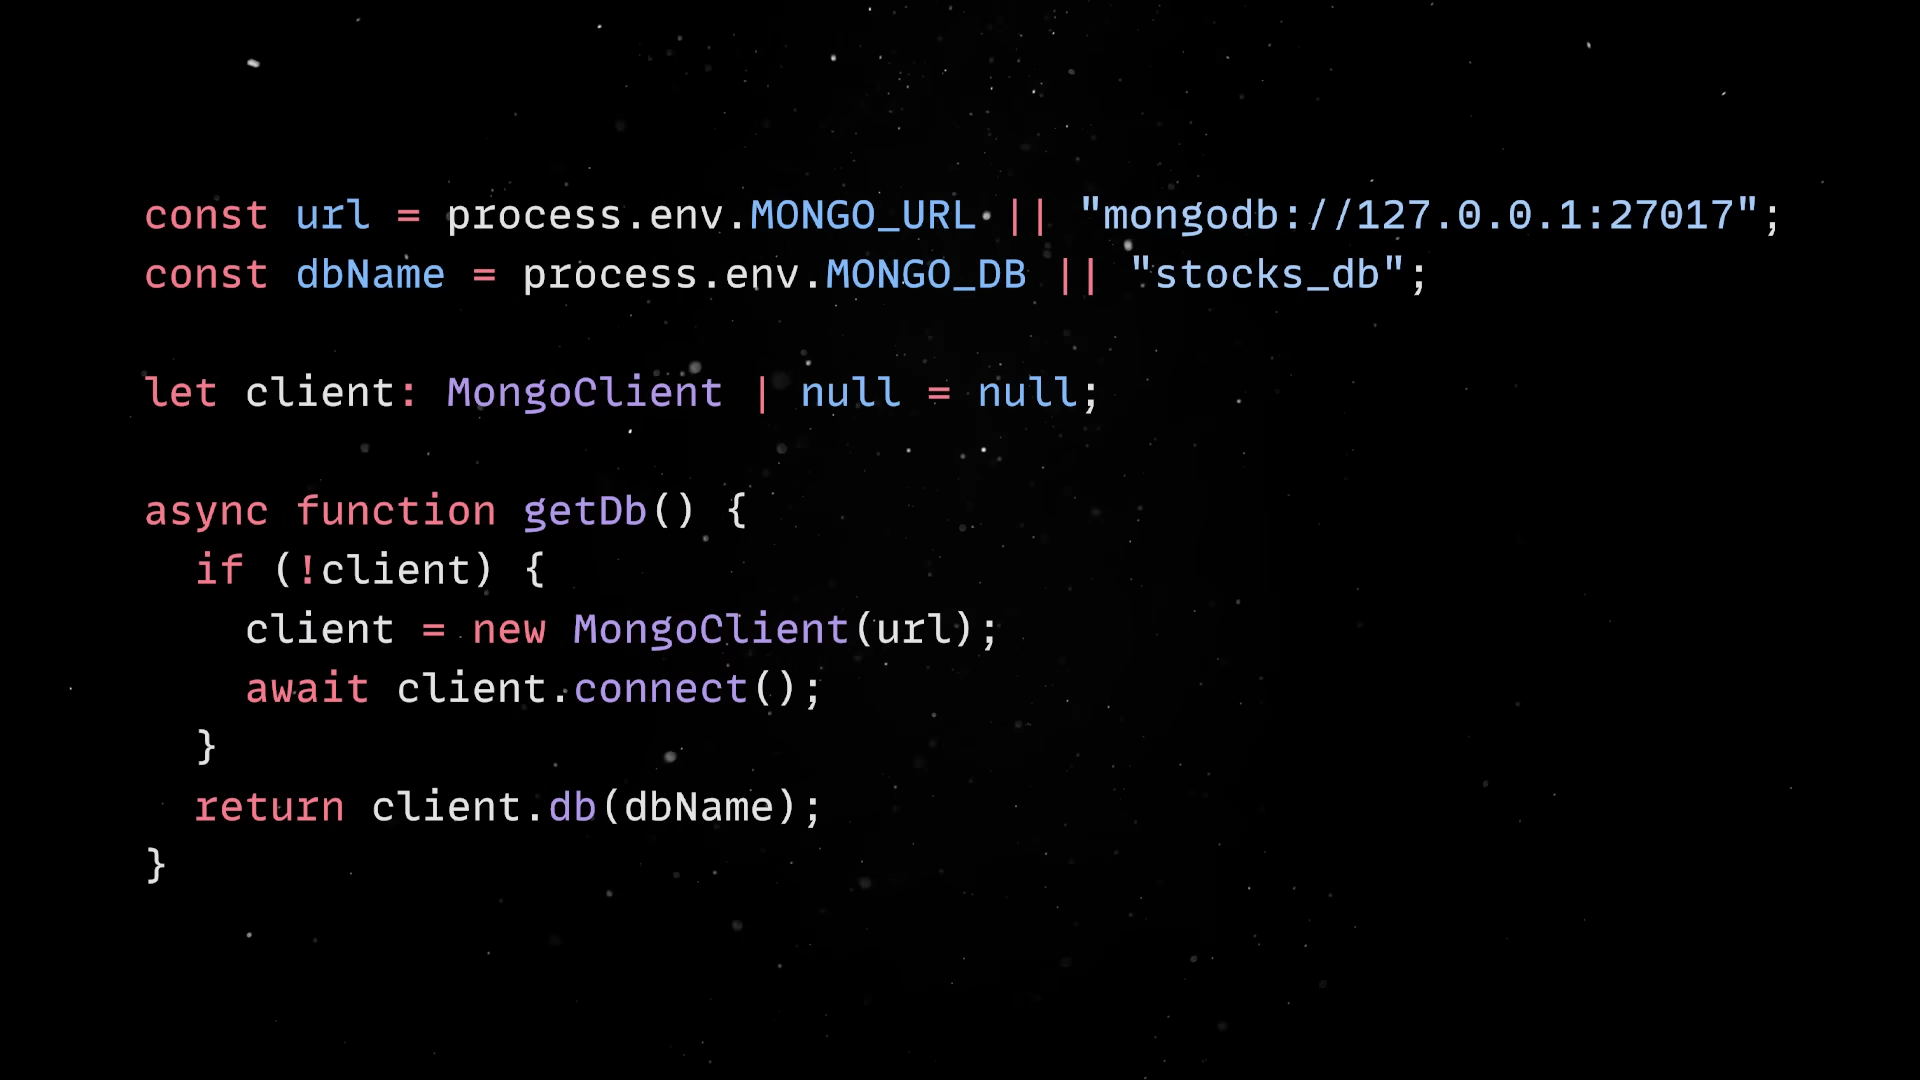 const url = process.env.MONGO_URL || "mongodb://127.0.0.1:27017";
const dbName = process.env.MONGO_DB || "stocks_db";
let client: MongoClient | null = null;
async function getDb() {
if (!client) {
client = new MongoClient(url);
await client.connect();
}
return client.db(dbName);
}